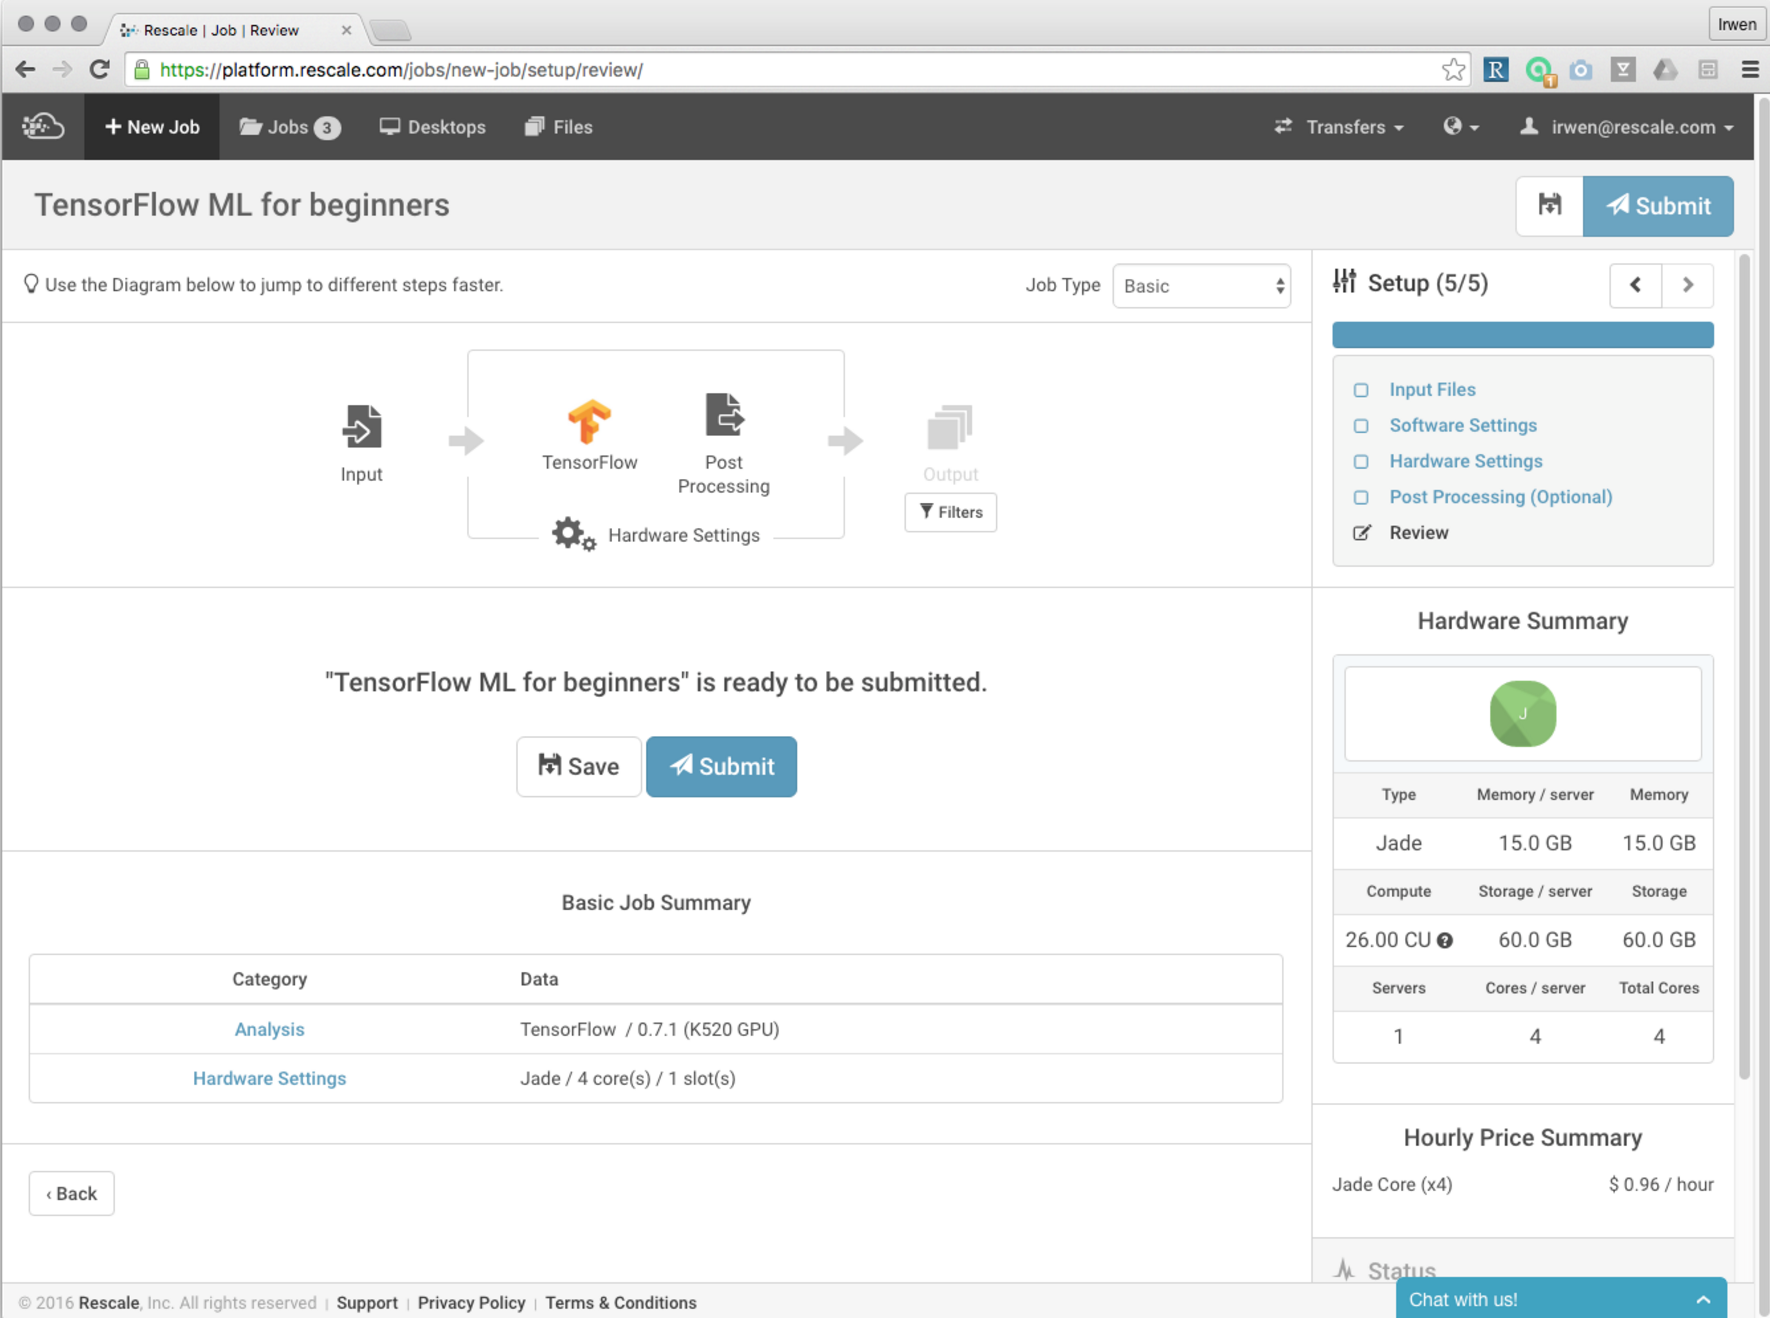 Rescale | Job | Review
Irwen
https://platform.rescale.com/jobs/new-job/setup/review/
R
1
+ New Job
Jobs 3
Desktops
Files
Transfers
irwen@rescale.com
TensorFlow ML for beginners
Submit
Use the Diagram below to jump to different steps faster.
Job Type
Basic
Input
TensorFlow
Post
Processing
Hardware Settings
Output
Filters
"TensorFlow ML for beginners" is ready to be submitted.
Save
Submit
Basic Job Summary
Category Data
Analysis TensorFlow / 0.7.1 (K520 GPU)
Hardware Settings Jade / 4 core(s) / 1 slot(s)
‹ Back
Setup (5/5)
Input Files
Software Settings
Hardware Settings
Post Processing (Optional)
Review
Hardware Summary
J
Type Memory / server Memory
Jade 15.0 GB 15.0 GB
Compute Storage / server Storage
26.00 CU ? 60.0 GB 60.0 GB
Servers Cores / server Total Cores
1 4 4
Hourly Price Summary
Jade Core (x4) $ 0.96 / hour
Status
© 2016 Rescale, Inc. All rights reserved | Support | Privacy Policy | Terms & Conditions
Chat with us!